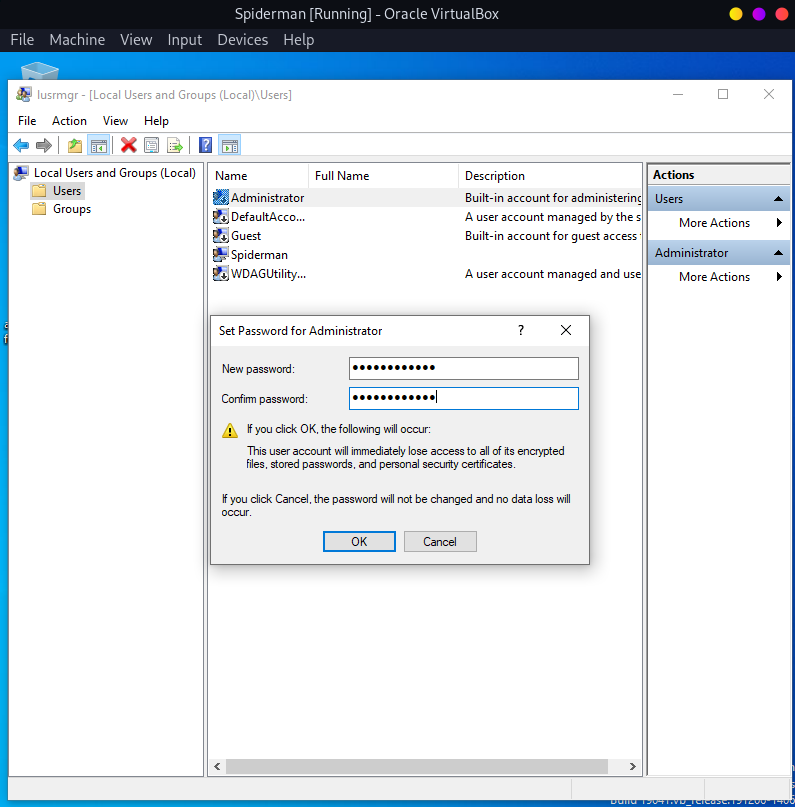 Spiderman [Running] - Oracle VirtualBox
File Machine View Input Devices Help
lusrmgr - [Local Users and Groups (Local)\Users]
File Action View Help
Local Users and Groups (Local)
Users
Groups
Name Full Name Description
Administrator Built-in account for administering
DefaultAcco... A user account managed by the s
Guest Built-in account for guest access
Spiderman
WDAGUtility... A user account managed and use
Actions
Users
More Actions
Administrator
More Actions
Set Password for Administrator ?
New password: ●●●●●●●●●●●●
Confirm password: ●●●●●●●●●●●●
If you click OK, the following will occur:
This user account will immediately lose access to all of its encrypted
files, stored passwords, and personal security certificates.
If you click Cancel, the password will not be changed and no data loss will
occur.
OK Cancel